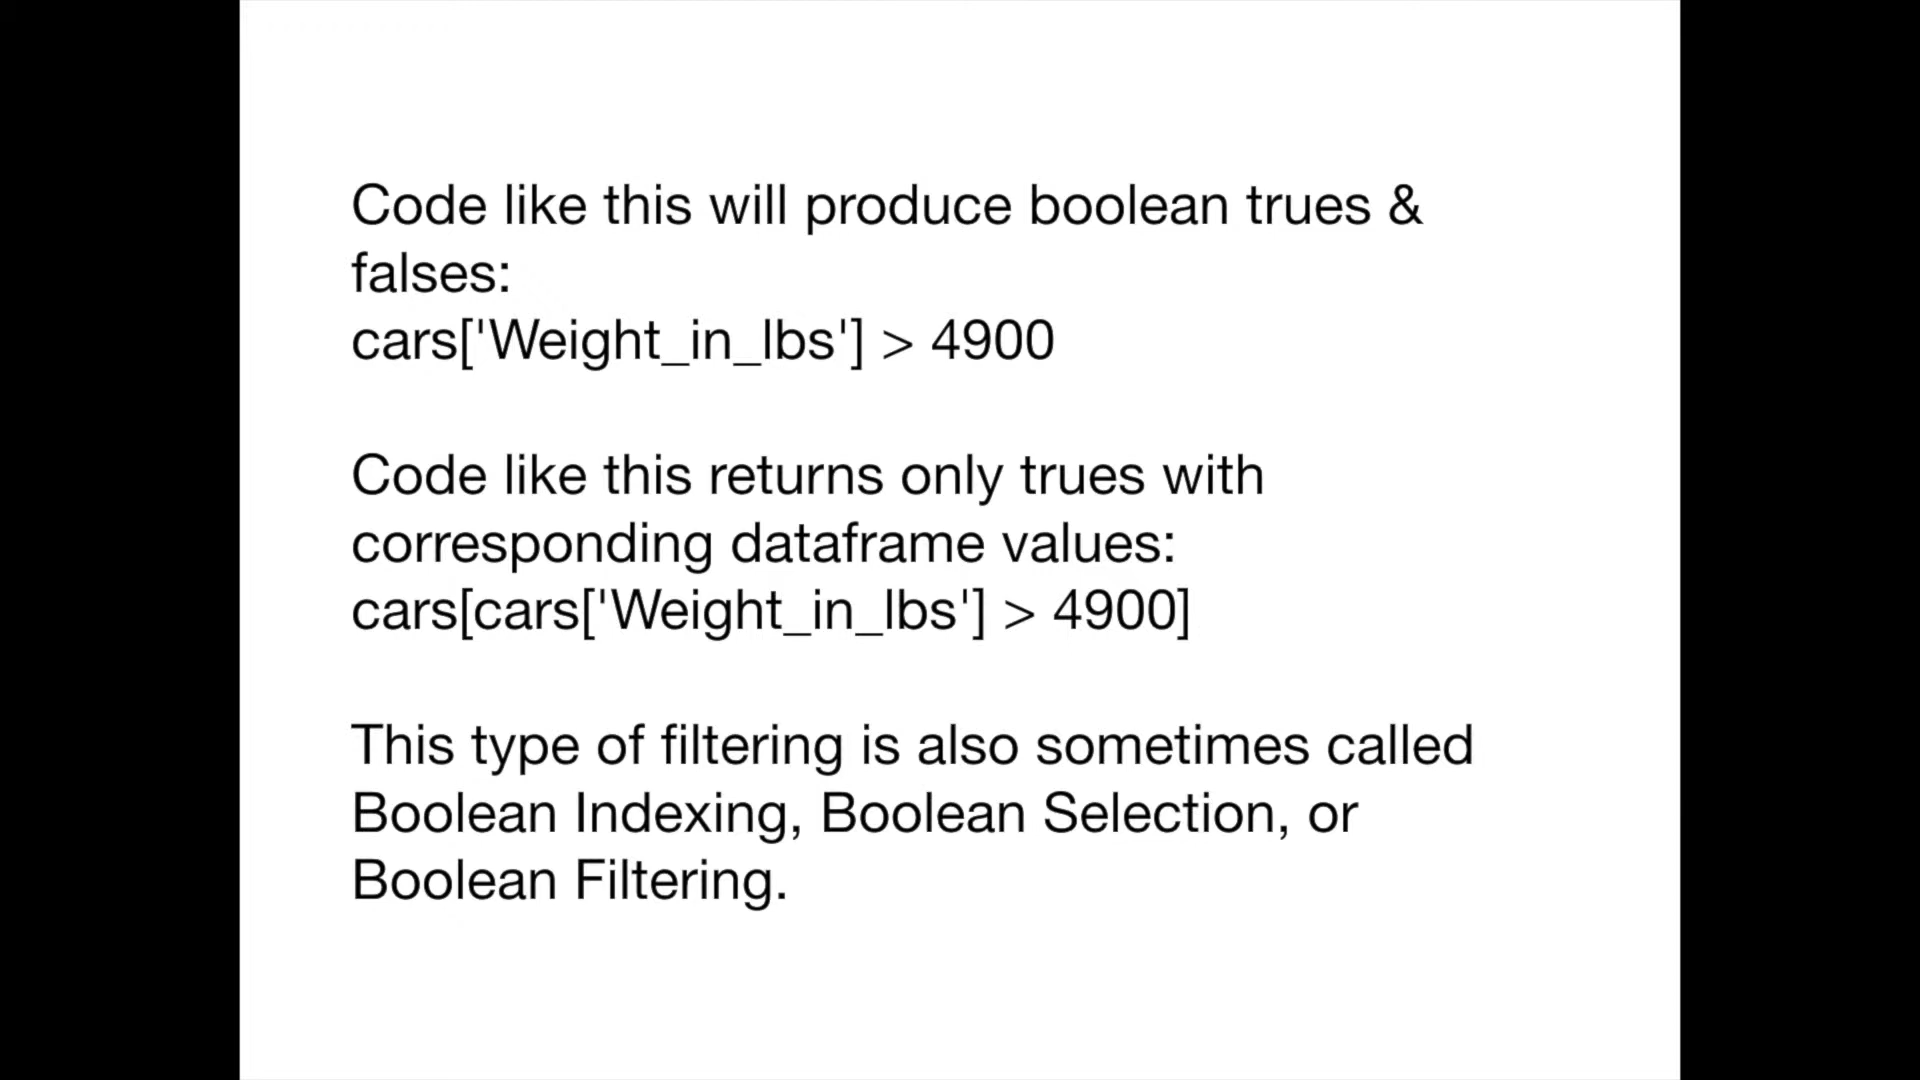 Code like this will produce boolean trues &
falses:
cars['Weight_in_lbs'] > 4900
Code like this returns only trues with
corresponding dataframe values:
cars[cars['Weight_in_lbs'] > 4900]
This type of filtering is also sometimes called
Boolean Indexing, Boolean Selection, or
Boolean Filtering.